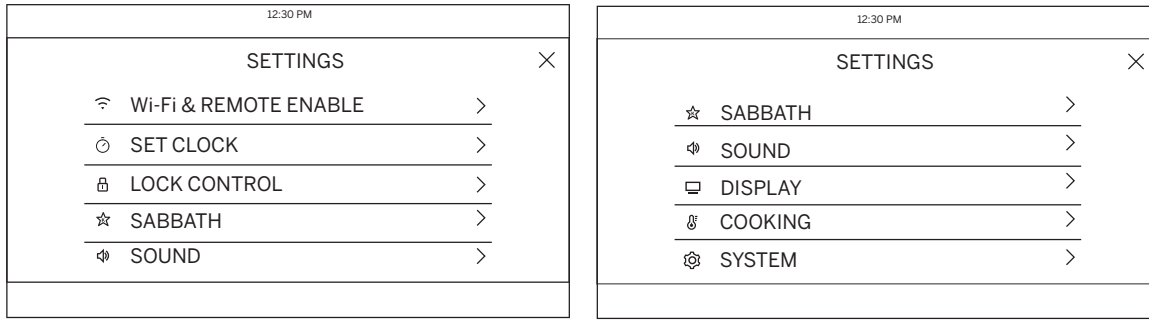 12:30 PM
SETTINGS
Wi-Fi & REMOTE ENABLE
SET CLOCK
LOCK CONTROL
SABBATH
SOUND
12:30 PM
SETTINGS
SABBATH
SOUND
DISPLAY
COOKING
SYSTEM